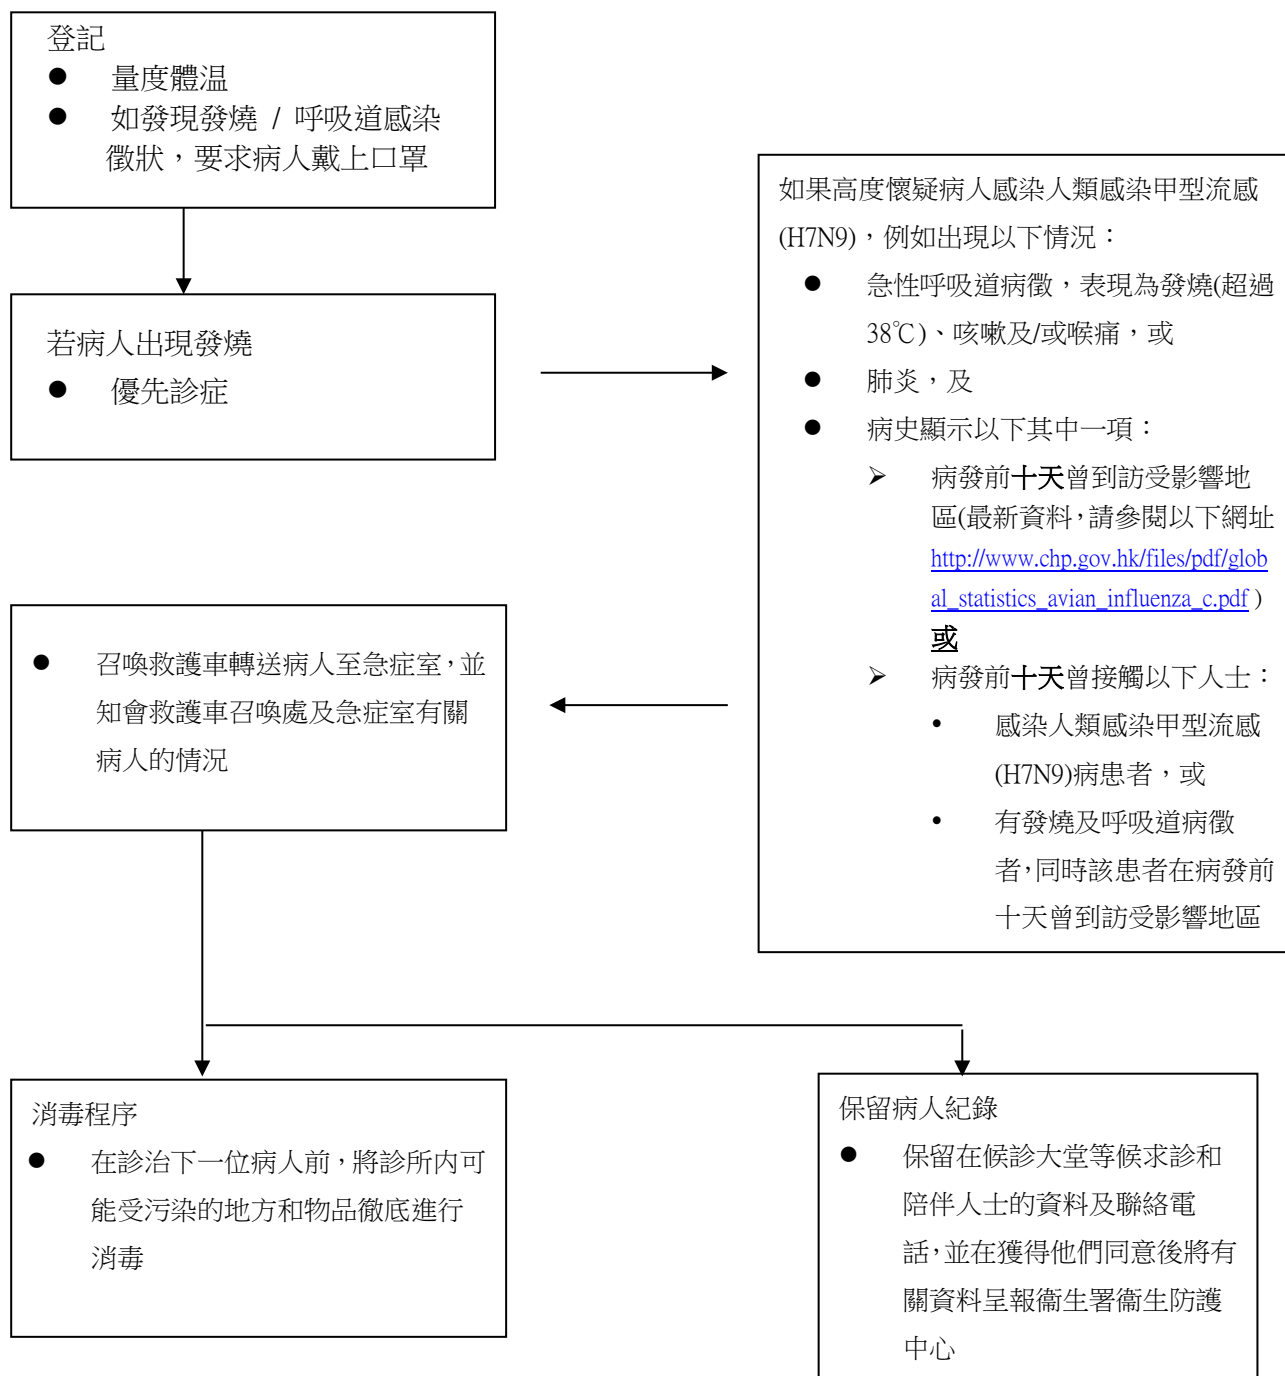 登記
● 量度體温
● 如發現發燒 / 呼吸道感染
徵狀，要求病人戴上口罩
若病人出現發燒
● 優先診症
如果高度懷疑病人感染人類感染甲型流感
(H7N9)，例如出現以下情況：
● 急性呼吸道病徵，表現為發燒(超過
38℃)、咳嗽及/或喉痛，或
● 肺炎，及
● 病史顯示以下其中一項：
➢ 病發前十天曾到訪受影響地
區(最新資料，請參閱以下網址
http://www.chp.gov.hk/files/pdf/glob
al_statistics_avian_influenza_c.pdf )
或
➢ 病發前十天曾接觸以下人士：
• 感染人類感染甲型流感
(H7N9)病患者，或
• 有發燒及呼吸道病徵
者，同時該患者在病發前
十天曾到訪受影響地區
● 召喚救護車轉送病人至急症室，並
知會救護車召喚處及急症室有關
病人的情況
消毒程序
● 在診治下一位病人前，將診所內可
能受污染的地方和物品徹底進行
消毒
保留病人紀錄
● 保留在候診大堂等候求診和
陪伴人士的資料及聯絡電
話，並在獲得他們同意後將有
關資料呈報衞生署衞生防護
中心